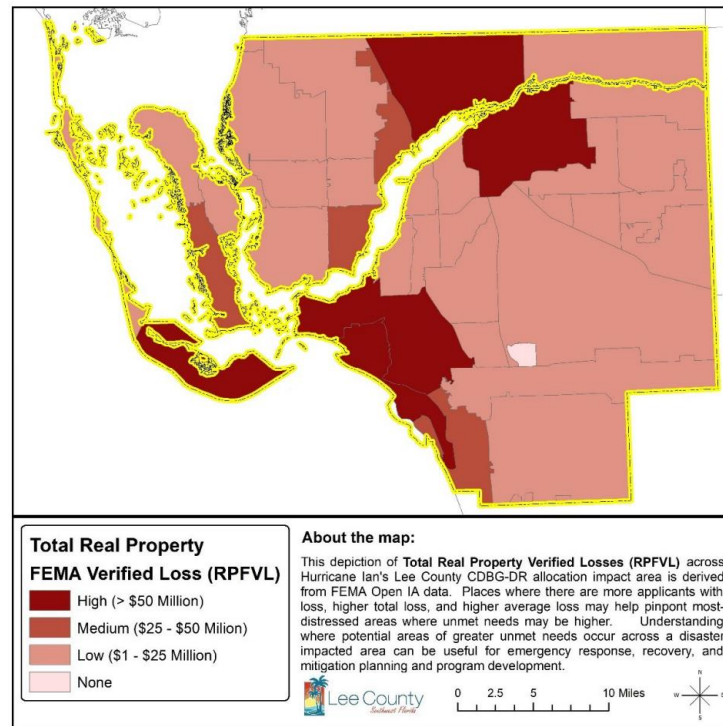 Total Real Property
FEMA Verified Loss (RPFVL)
High (> $50 Million)
Medium ($25 - $50 Milion)
Low ($1 - $25 Million)
None
About the map:
This depiction of Total Real Property Verified Losses (RPFVL) across
Hurricane Ian's Lee County CDBG-DR allocation impact area is derived
from FEMA Open IA data. Places where there are more applicants with
loss, higher total loss, and higher average loss may help pinpont most-
distressed areas where unmet needs may be higher. Understanding
where potential areas of greater unmet needs occur across a disaster
impacted area can be useful for emergency response, recovery, and
mitigation planning and program development.
Lee County
Southwest Florida
0 2.5 5 10 Miles
N
W
S